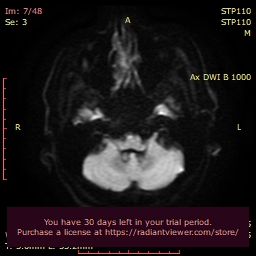 Im: 7/48
Se: 3
A
STP110
STP110
M
Ax DWI B 1000
R
L
You have 30 days left in your trial period.
Purchase a license at https://radiantviewer.com/store/